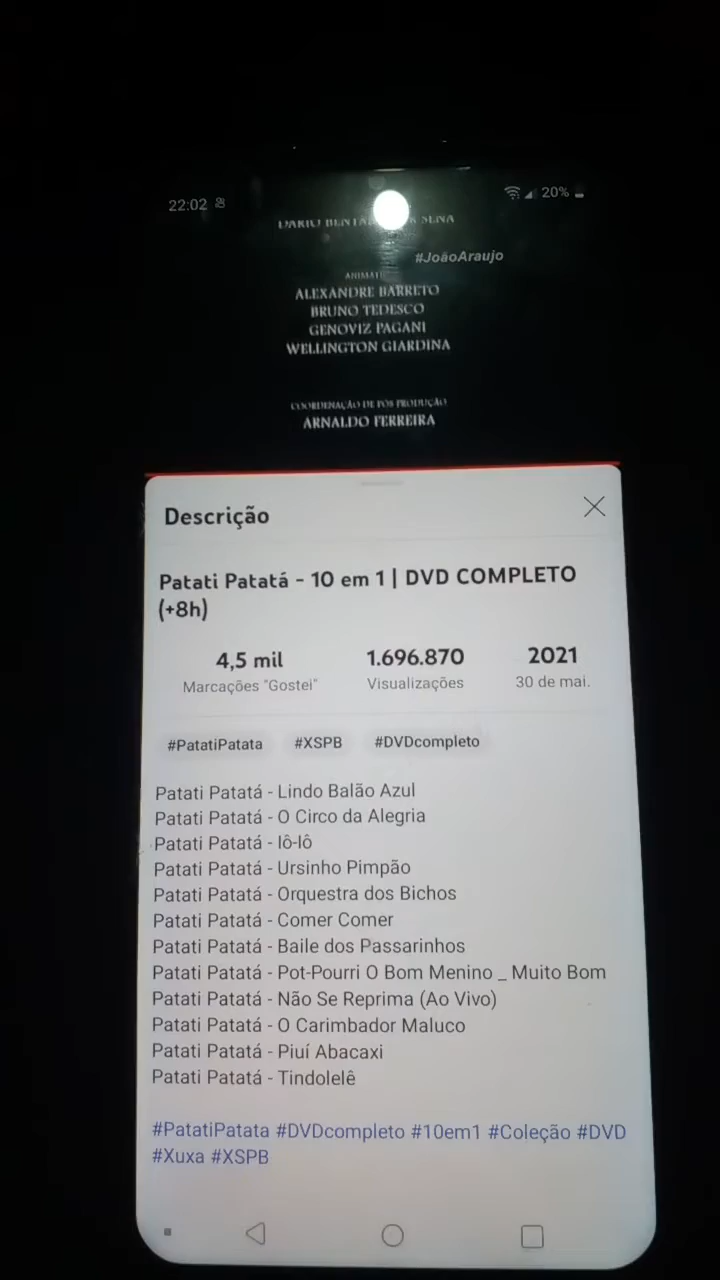 22:02
20%
#JoãoAraujo
ALEXANDRE BARRETO
BRUNO TEDESCO
GENOVIZ PAGANI
WELLINGTON GIARDINA
COORDENAÇÃO DE PÓS PRODUÇÃO
ARNALDO FERREIRA
Descrição
Patati Patatá - 10 em 1 | DVD COMPLETO
(+8h)
4,5 mil 1.696.870 2021
Marcações "Gostei" Visualizações 30 de mai.
#PatatiPatata #XSPB #DVDcompleto
Patati Patatá - Lindo Balão Azul
Patati Patatá - O Circo da Alegria
Patati Patatá - Iô-Iô
Patati Patatá - Ursinho Pimpão
Patati Patatá - Orquestra dos Bichos
Patati Patatá - Comer Comer
Patati Patatá - Baile dos Passarinhos
Patati Patatá - Pot-Pourri O Bom Menino _ Muito Bom
Patati Patatá - Não Se Reprima (Ao Vivo)
Patati Patatá - O Carimbador Maluco
Patati Patatá - Piuí Abacaxi
Patati Patatá - Tindolelê
#PatatiPatata #DVDcompleto #10em1 #Coleção #DVD
#Xuxa #XSPB